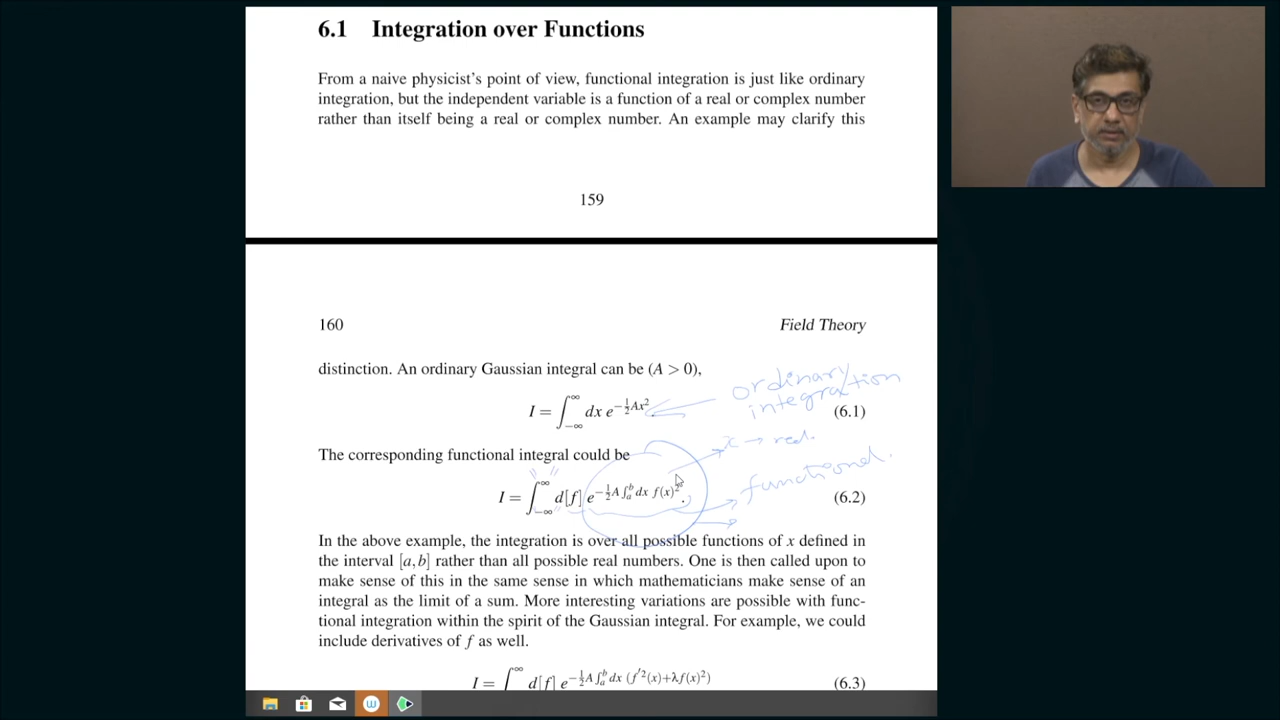 6.1 Integration over Functions
From a naive physicist's point of view, functional integration is just like ordinary
integration, but the independent variable is a function of a real or complex number
rather than itself being a real or complex number. An example may clarify this
159
160 Field Theory
distinction. An ordinary Gaussian integral can be (A > 0),
ordinary
integration
I = ∫_{−∞}^{∞} dx e^{−½Ax²}. (6.1)
x → real.
The corresponding functional integral could be
functional.
I = ∫_{−∞}^{∞} d[f] e^{−½A ∫_a^b dx f(x)²}. (6.2)
In the above example, the integration is over all possible functions of x defined in
the interval [a,b] rather than all possible real numbers. One is then called upon to
make sense of this in the same sense in which mathematicians make sense of an
integral as the limit of a sum. More interesting variations are possible with func-
tional integration within the spirit of the Gaussian integral. For example, we could
include derivatives of f as well.
I = ∫^{∞} d[f] e^{−½A ∫_a^b dx (f′²(x)+λf(x)²)} (6.3)